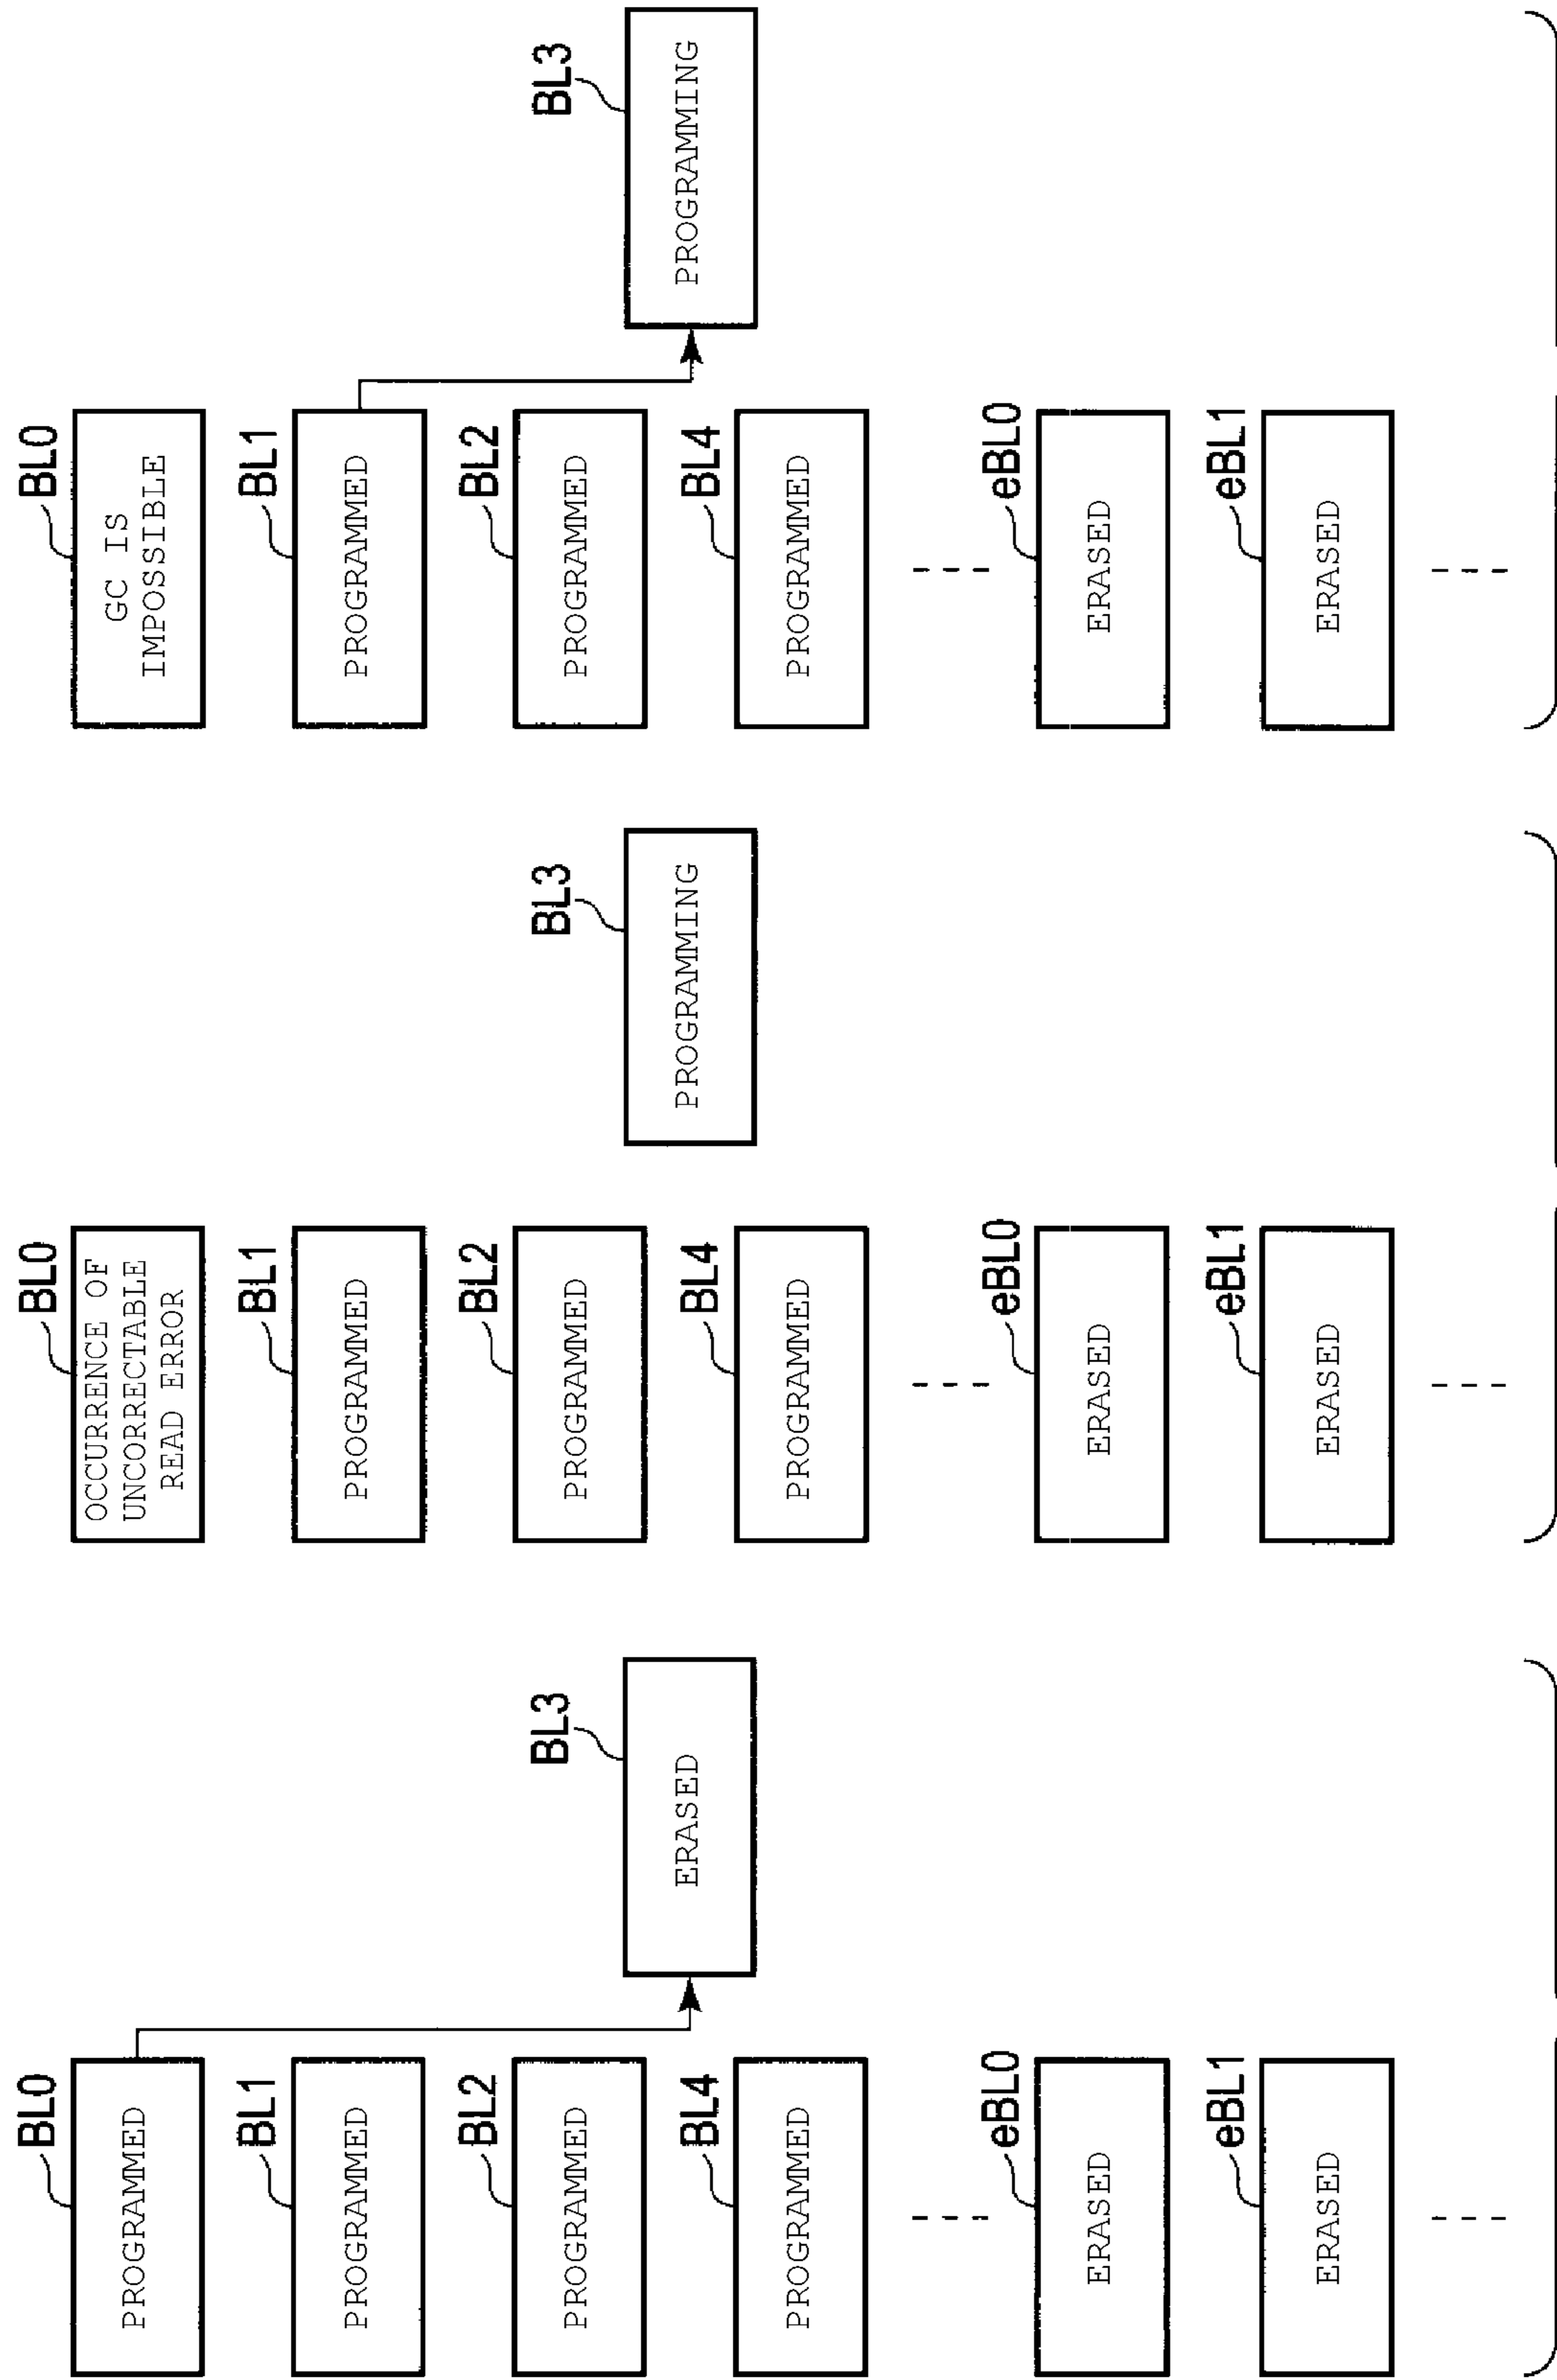 BL0
PROGRAMMED
BL1
PROGRAMMED
BL2
PROGRAMMED
BL3
ERASED
BL4
PROGRAMMED
eBL0
ERASED
eBL1
ERASED
BL0
OCCURRENCE OF
UNCORRECTABLE
READ ERROR
BL1
PROGRAMMED
BL2
PROGRAMMED
BL3
PROGRAMMING
BL4
PROGRAMMED
eBL0
ERASED
eBL1
ERASED
BL0
GC IS
IMPOSSIBLE
BL1
PROGRAMMED
BL2
PROGRAMMED
BL3
PROGRAMMING
BL4
PROGRAMMED
eBL0
ERASED
eBL1
ERASED